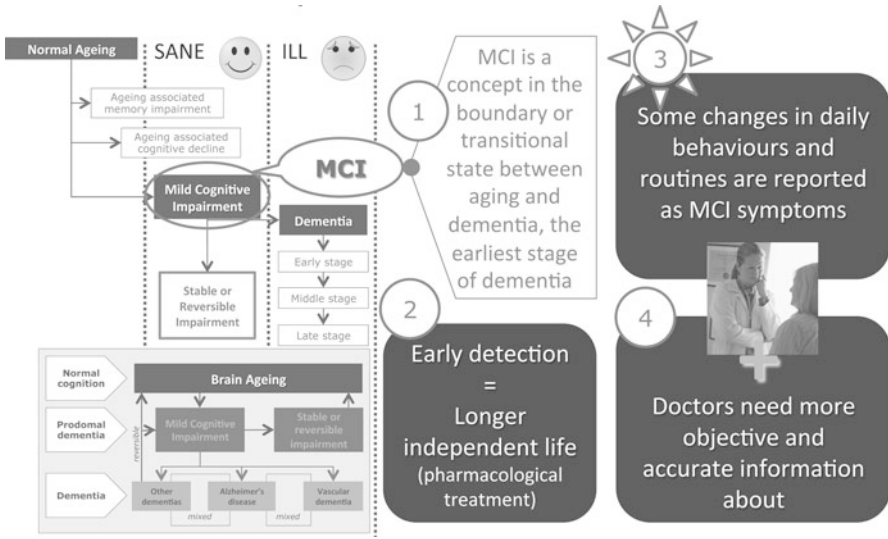 Normal Ageing
SANE
ILL
Ageing associated
memory impairment
Ageing associated
cognitive decline
Mild Cognitive
Impairment
MCI
Dementia
Early stage
Middle stage
Late stage
Stable or
Reversible
Impairment
1
MCI is a
concept in the
boundary or
transitional
state between
aging and
dementia, the
earliest stage
of dementia
2
Early detection
=
Longer
independent life
(pharmacological
treatment)
3
Some changes in daily
behaviours and
routines are reported
as MCI symptoms
4
+
Doctors need more
objective and
accurate information
about
Normal
cognition
Brain Ageing
Prodomal
dementia
Mild Cognitive
Impairment
Stable or
reversible
impairment
reversible
Dementia
Other
dementias
Alzheimer's
disease
Vascular
dementia
mixed
mixed